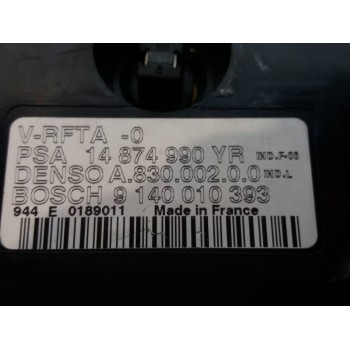 V-RFTA -0
PSA 14 874 990 YR IND.F-06
DENSO A.830.002.0.0 IND.L
BOSCH 9 140 010 393
944 E 0189011 Made in France